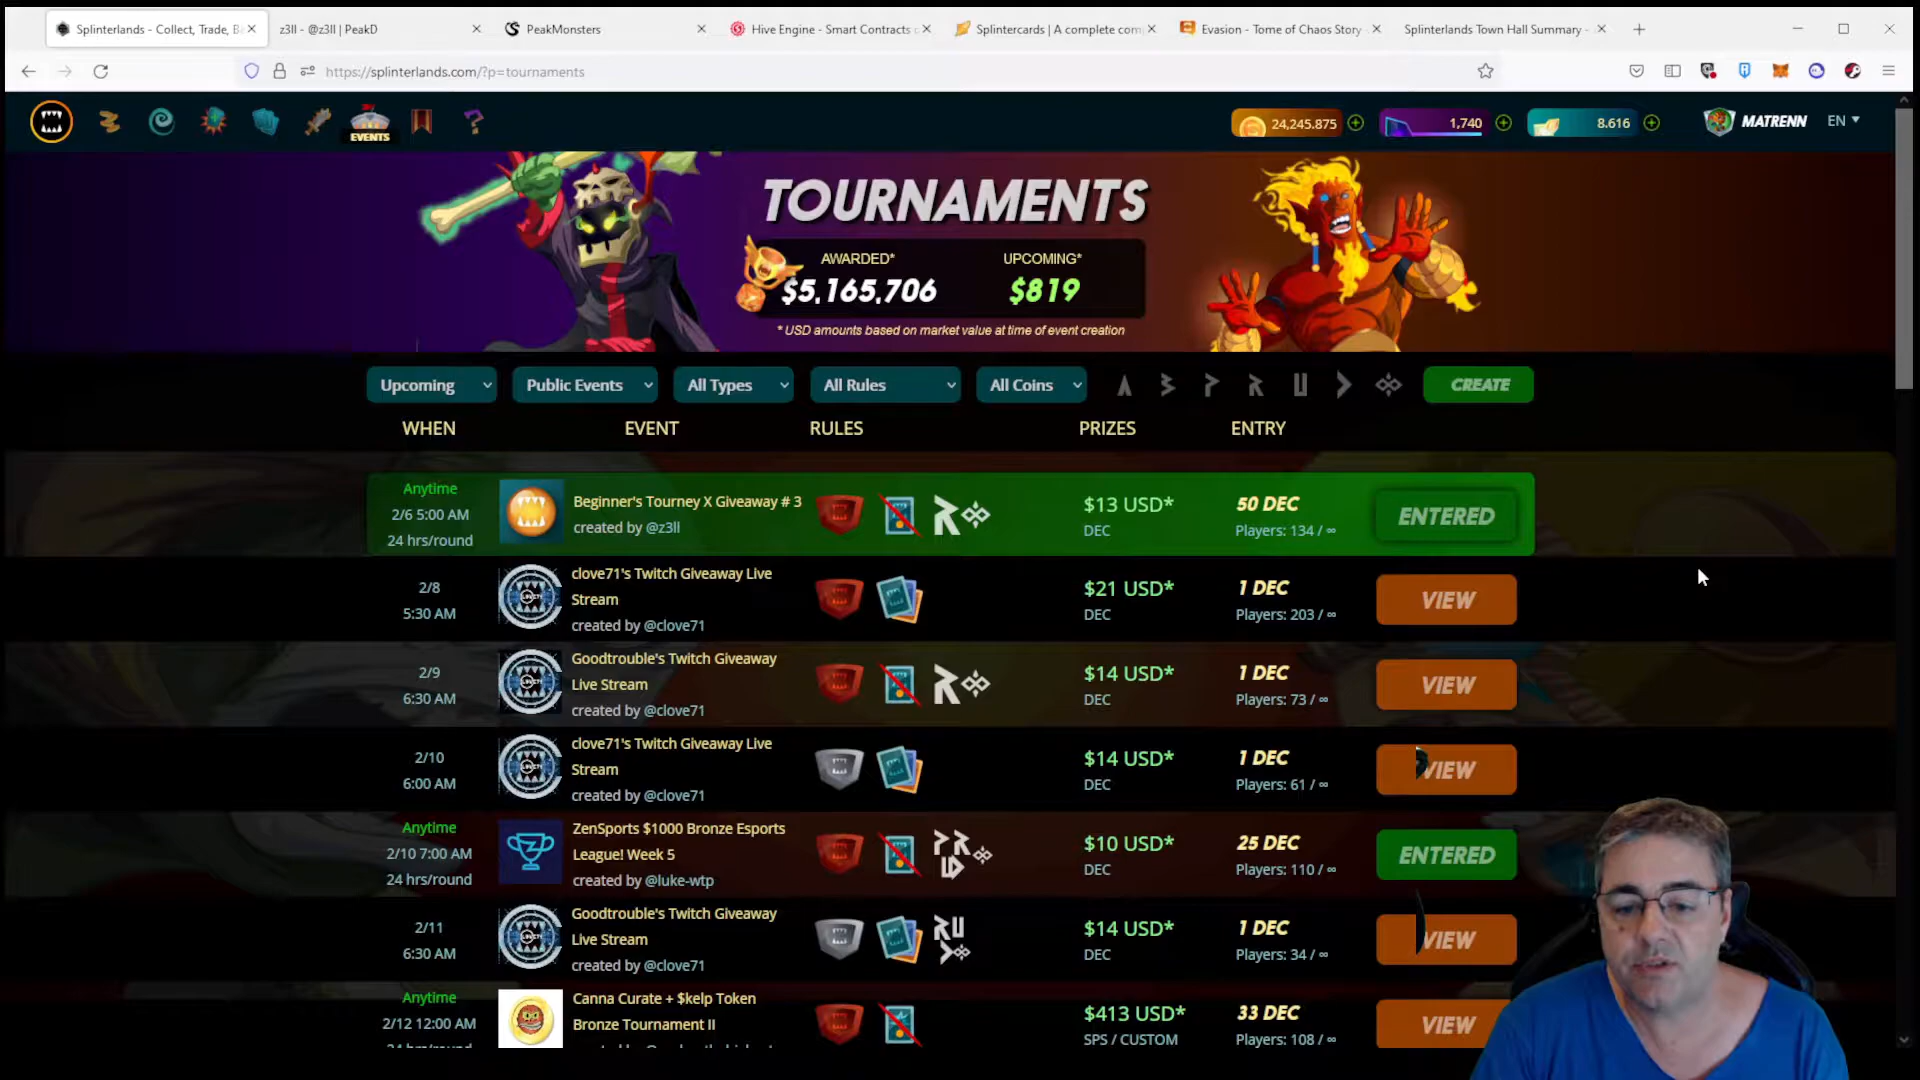 Splinterlands - Collect, Trade, Ba
z3ll - @z3ll | PeakD
PeakMonsters
Hive Engine - Smart Contracts o
Splintercards | A complete com
Evasion - Tome of Chaos Story
Splinterlands Town Hall Summary -
https://splinterlands.com/?p=tournaments
EVENTS
24,245.875
1,740
8.616
MATRENN
EN
TOURNAMENTS
AWARDED*
UPCOMING*
$5,165,706
$819
* USD amounts based on market value at time of event creation
Upcoming
Public Events
All Types
All Rules
All Coins
CREATE
WHEN
EVENT
RULES
PRIZES
ENTRY
Anytime
2/6 5:00 AM
24 hrs/round
Beginner's Tourney X Giveaway # 3
created by @z3ll
$13 USD*
DEC
50 DEC
Players: 134 / ∞
ENTERED
2/8
5:30 AM
clove71's Twitch Giveaway Live
Stream
created by @clove71
$21 USD*
DEC
1 DEC
Players: 203 / ∞
VIEW
2/9
6:30 AM
Goodtrouble's Twitch Giveaway
Live Stream
created by @clove71
$14 USD*
DEC
1 DEC
Players: 73 / ∞
VIEW
2/10
6:00 AM
clove71's Twitch Giveaway Live
Stream
created by @clove71
$14 USD*
DEC
1 DEC
Players: 61 / ∞
VIEW
Anytime
2/10 7:00 AM
24 hrs/round
ZenSports $1000 Bronze Esports
League! Week 5
created by @luke-wtp
$10 USD*
DEC
25 DEC
Players: 110 / ∞
ENTERED
2/11
6:30 AM
Goodtrouble's Twitch Giveaway
Live Stream
created by @clove71
$14 USD*
DEC
1 DEC
Players: 34 / ∞
VIEW
Anytime
2/12 12:00 AM
24 hrs/round
Canna Curate + $kelp Token
Bronze Tournament II
$413 USD*
SPS / CUSTOM
33 DEC
Players: 108 / ∞
VIEW